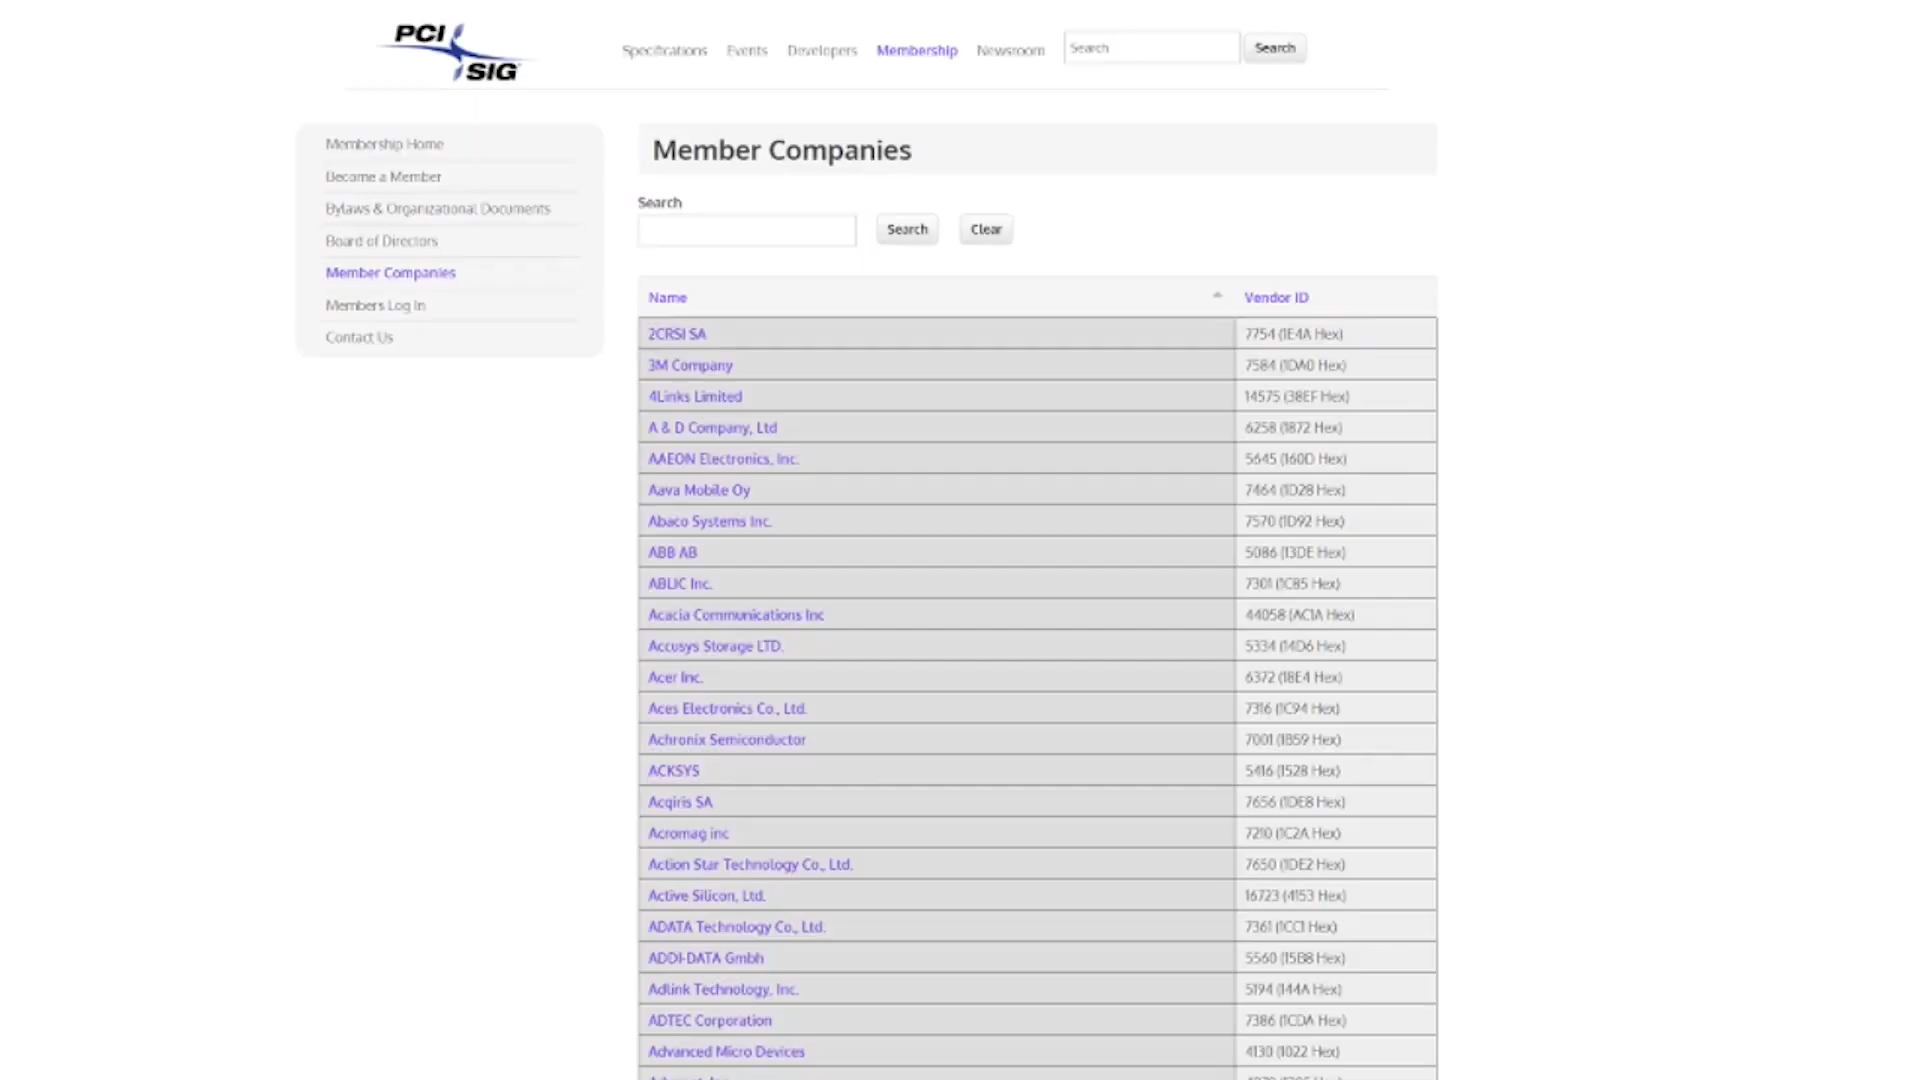 PCI
SIG
Specifications Events Developers Membership Newsroom Search Search
Membership Home
Become a Member
Bylaws & Organizational Documents
Board of Directors
Member Companies
Members Log In
Contact Us
Member Companies
Search
Search Clear
Name Vendor ID
2CRSI SA 7754 (1E4A Hex)
3M Company 7584 (1DA0 Hex)
4Links Limited 14575 (38EF Hex)
A & D Company, Ltd 6258 (1872 Hex)
AAEON Electronics, Inc. 5645 (160D Hex)
Aava Mobile Oy 7464 (1D28 Hex)
Abaco Systems Inc. 7570 (1D92 Hex)
ABB AB 5086 (13DE Hex)
ABLIC Inc. 7301 (1C85 Hex)
Acacia Communications Inc 44058 (AC1A Hex)
Accusys Storage LTD. 5334 (14D6 Hex)
Acer Inc. 6372 (18E4 Hex)
Aces Electronics Co., Ltd. 7316 (1C94 Hex)
Achronix Semiconductor 7001 (1B59 Hex)
ACKSYS 5416 (1528 Hex)
Acqiris SA 7656 (1DE8 Hex)
Acromag inc 7210 (1C2A Hex)
Action Star Technology Co., Ltd. 7650 (1DE2 Hex)
Active Silicon, Ltd. 16723 (4153 Hex)
ADATA Technology Co., Ltd. 7361 (1CC1 Hex)
ADDI-DATA Gmbh 5560 (15B8 Hex)
Adlink Technology, Inc. 5194 (144A Hex)
ADTEC Corporation 7386 (1CDA Hex)
Advanced Micro Devices 4130 (1022 Hex)